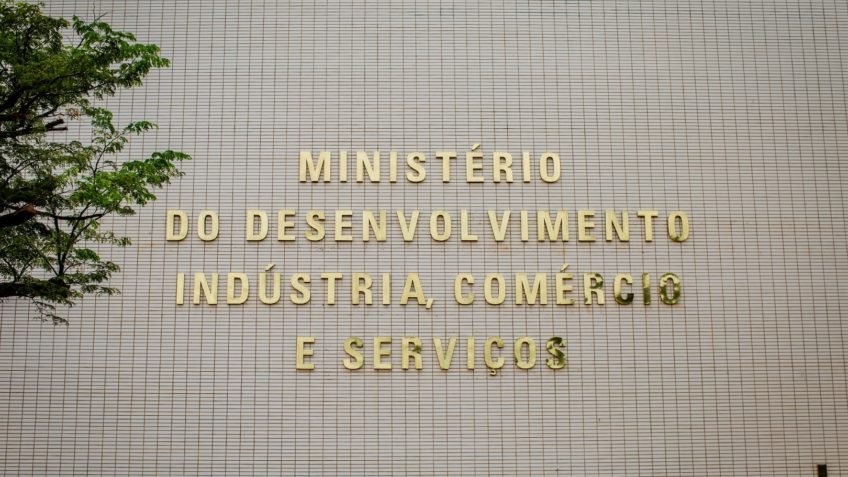 MINISTÉRIO
DO DESENVOLVIMENTO
INDÚSTRIA, COMÉRCIO
E SERVIÇOS